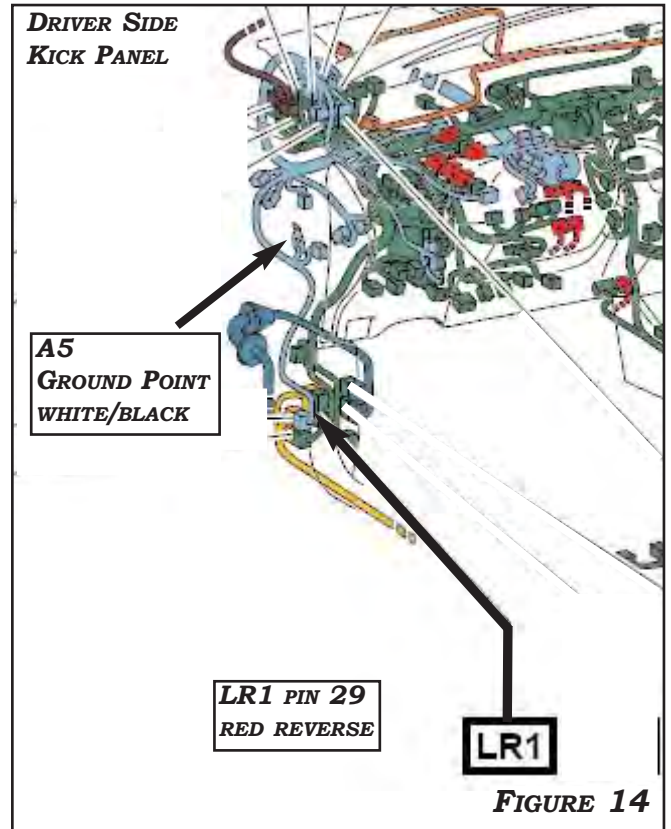 DRIVER SIDE
KICK PANEL
A5
GROUND POINT
WHITE/BLACK
LR1 PIN 29
RED REVERSE
LR1
FIGURE 14